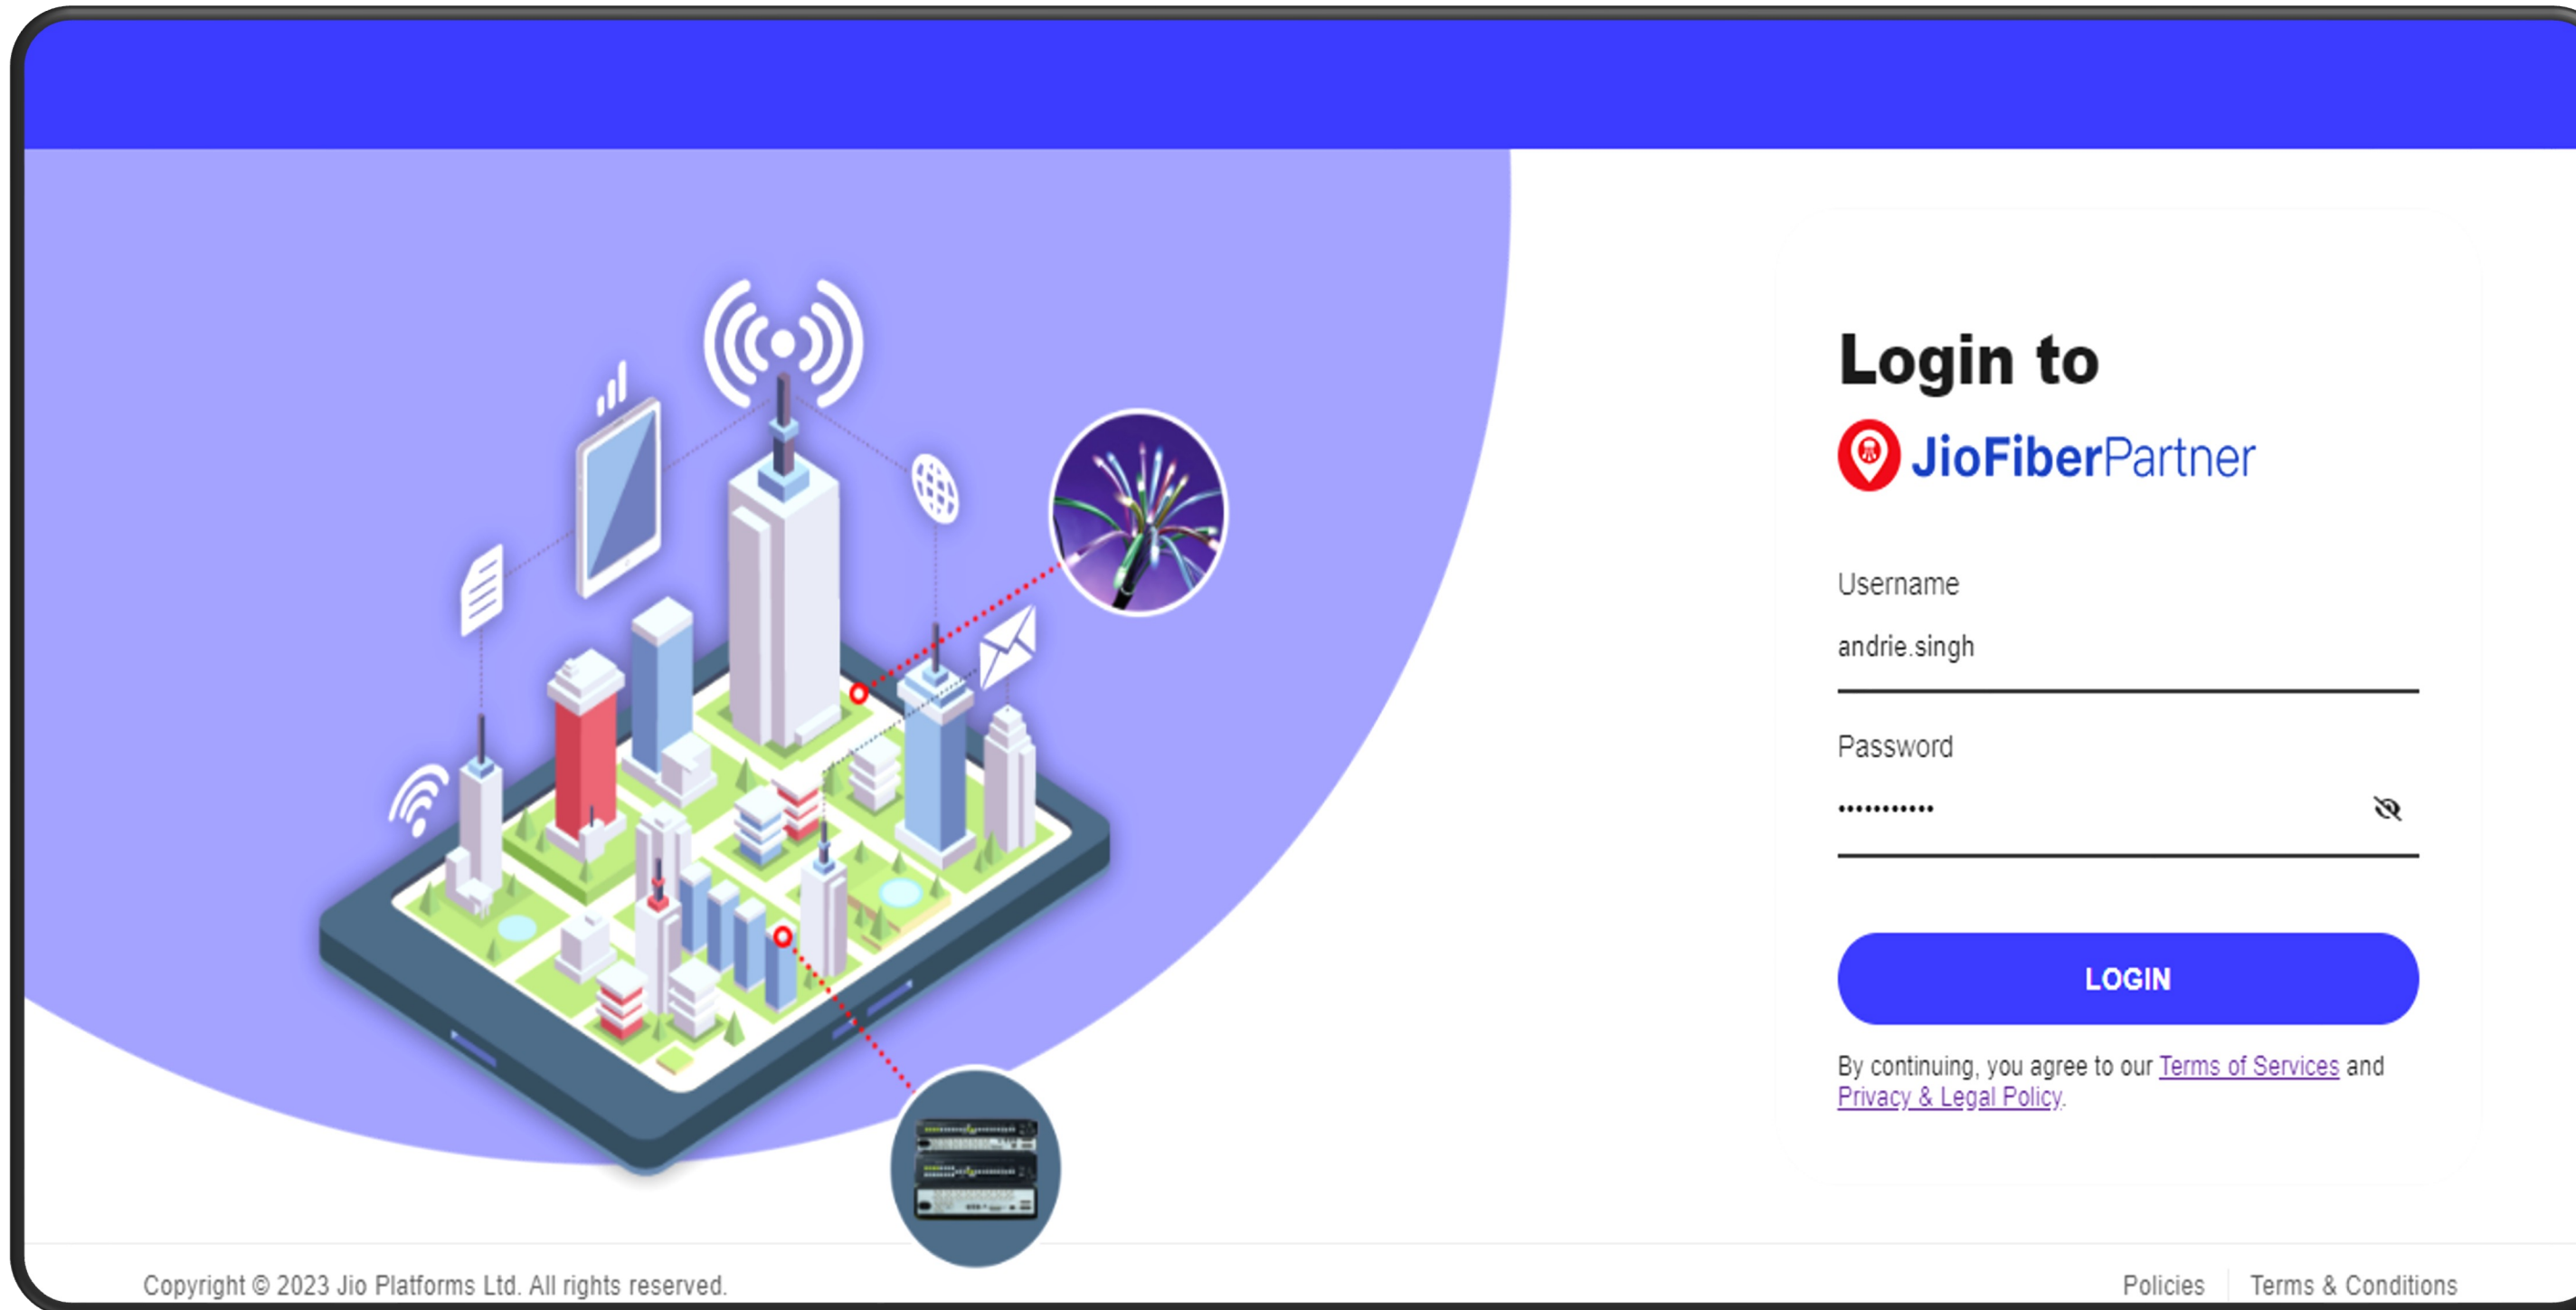 Login to
JioFiberPartner
Username
andrie.singh
Password
•••••••••••
LOGIN
By continuing, you agree to our Terms of Services and
Privacy & Legal Policy.
Copyright © 2023 Jio Platforms Ltd. All rights reserved.
Policies
Terms & Conditions